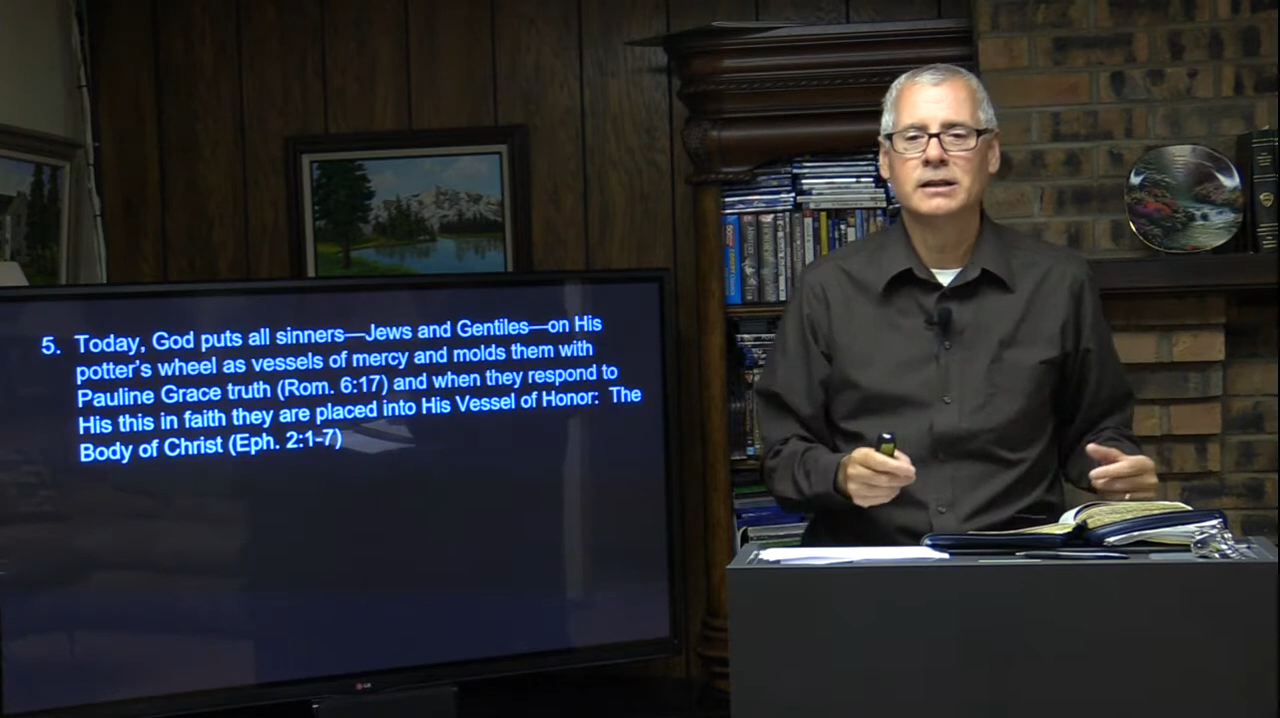 5. Today, God puts all sinners—Jews and Gentiles—on His
potter's wheel as vessels of mercy and molds them with
Pauline Grace truth (Rom. 6:17) and when they respond to
His this in faith they are placed into His Vessel of Honor: The
Body of Christ (Eph. 2:1-7)
LG